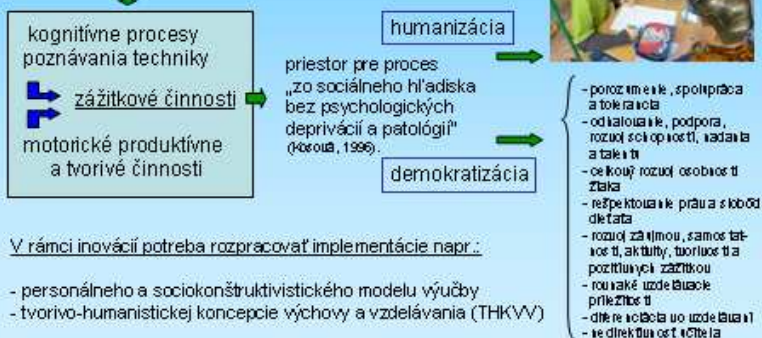 kognitívne procesy
poznávania techniky
zážitkové činnosti
motorické produktívne
a tvorivé činnosti
priestor pre proces
„zo sociálneho hľadiska
bez psychologických
deprivácií a patológií"
(Kosová, 1996).
humanizácia
demokratizácia
- porozumenie, spolupráca
a tolerancia
- odhaľovanie, podpora,
rozvoj schopností, nadania
a talentu
- celkový rozvoj osobnosti
žiaka
- rešpektovanie práv a slobôd
dieťaťa
- rozvoj záujmov, samostat-
nosti, aktivity, tvorivosti a
pozitívnych zážitkov
- rovnaké vzdelávacie
príležitosti
- diferenciácia vo vzdelávaní
- nedirektívnosť učiteľa
V rámci inovácií potreba rozpracovať implementácie napr.:
- personálneho a sociokonštruktivistického modelu výučby
- tvorivo-humanistickej koncepcie výchovy a vzdelávania (THKVV)